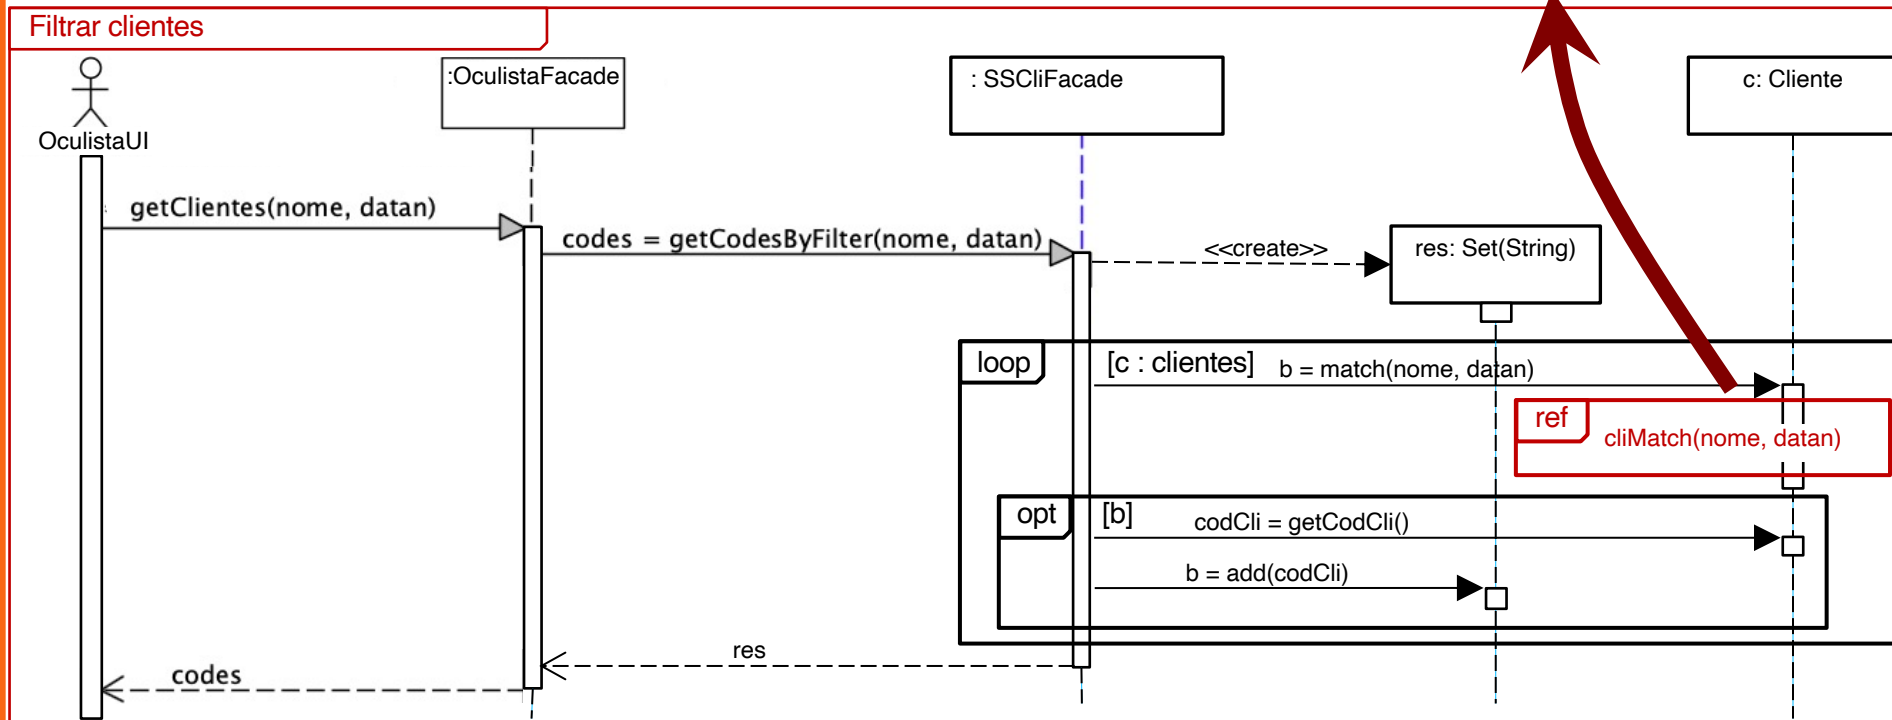 Filtrar clientes
:OculistaFacade
: SSCliFacade
c: Cliente
OculistaUI
getClientes(nome, datan)
codes = getCodesByFilter(nome, datan)
<<create>>
res: Set(String)
loop
[c : clientes]
b = match(nome, datan)
ref
cliMatch(nome, datan)
opt
[b]
codCli = getCodCli()
b = add(codCli)
res
codes